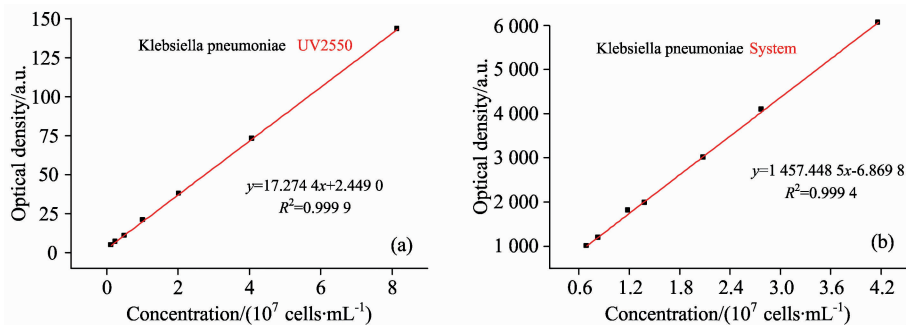 150
125
100
75
50
25
0
Optical density/a.u.
Klebsiella pneumoniae UV2550
y=17.274 4x+2.449 0
R²=0.999 9
(a)
0 2 4 6 8
Concentration/(10⁷ cells·mL⁻¹)
6 000
5 000
4 000
3 000
2 000
1 000
Optical density/a.u.
Klebsiella pneumoniae System
y=1 457.448 5x-6.869 8
R²=0.999 4
(b)
0.6 1.2 1.8 2.4 3.0 3.6 4.2
Concentration/(10⁷ cells·mL⁻¹)